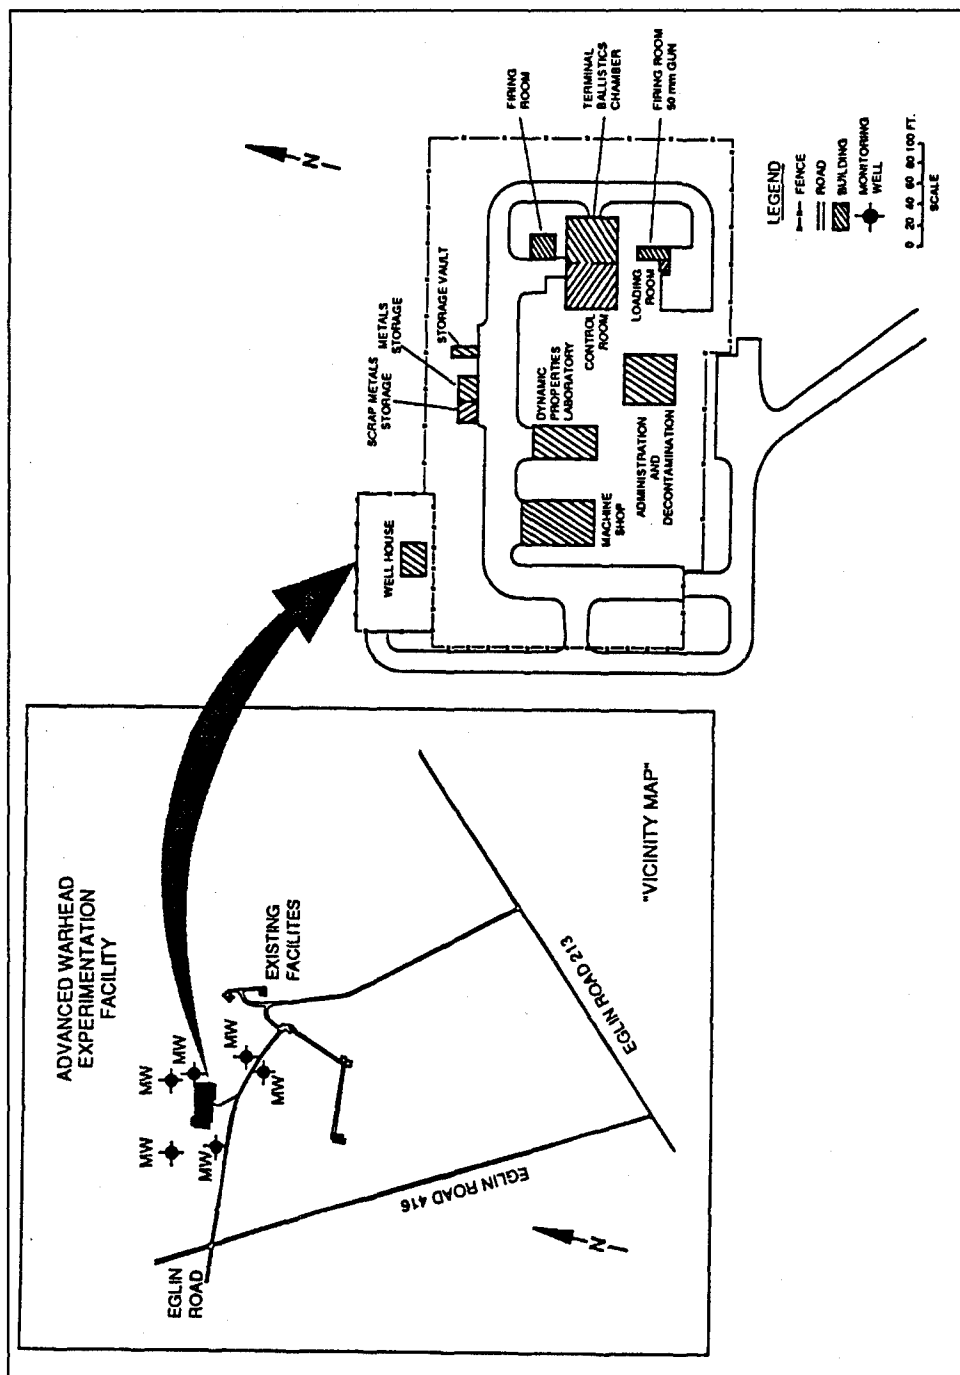 ADVANCED WARHEAD
EXPERIMENTATION
FACILITY
MW
MW
MW
MW
MW
MW
EXISTING
FACILITES
EGLIN
ROAD
EGLIN ROAD 416
EGLIN ROAD 213
N
"VICINITY MAP"
N
WELL HOUSE
SCRAP METALS
STORAGE
METALS
STORAGE
STORAGE VAULT
FIRING
ROOM
TERMINAL
BALLISTICS
CHAMBER
FIRING ROOM
50 mm GUN
DYNAMIC
PROPERTIES
LABORATORY
CONTROL
ROOM
LOADING
ROOM
MACHINE
SHOP
ADMINISTRATION
AND
DECONTAMINATION
LEGEND
FENCE
ROAD
BUILDING
MONITORING
WELL
0 20 40 60 80 100 FT.
SCALE